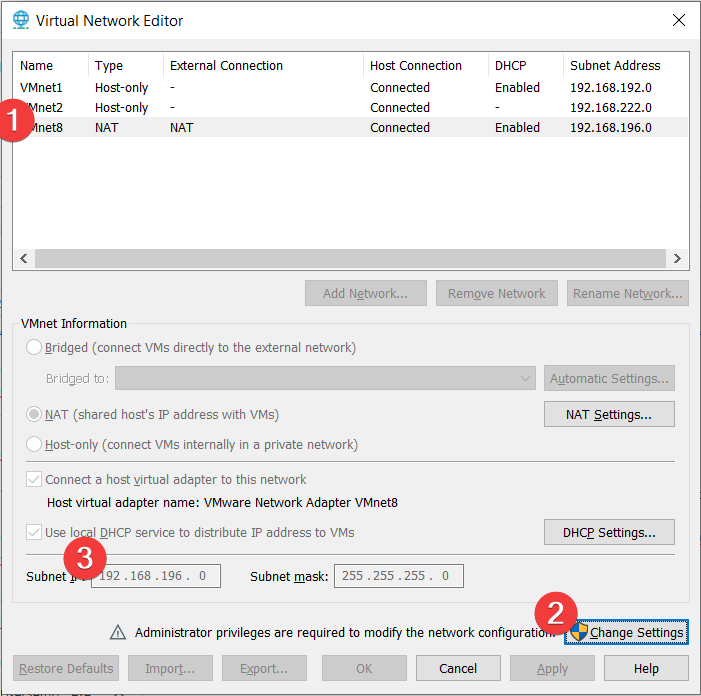 Virtual Network Editor
Name Type External Connection Host Connection DHCP Subnet Address
VMnet1 Host-only - Connected Enabled 192.168.192.0
VMnet2 Host-only - Connected - 192.168.222.0
1
VMnet8 NAT NAT Connected Enabled 192.168.196.0
Add Network... Remove Network Rename Network...
VMnet Information
Bridged (connect VMs directly to the external network)
Bridged to: Automatic Settings...
NAT (shared host's IP address with VMs) NAT Settings...
Host-only (connect VMs internally in a private network)
Connect a host virtual adapter to this network
Host virtual adapter name: VMware Network Adapter VMnet8
Use local DHCP service to distribute IP address to VMs DHCP Settings...
3
Subnet IP: 192.168.196. 0 Subnet mask: 255.255.255. 0
2
Administrator privileges are required to modify the network configuration. Change Settings
Restore Defaults Import... Export... OK Cancel Apply Help